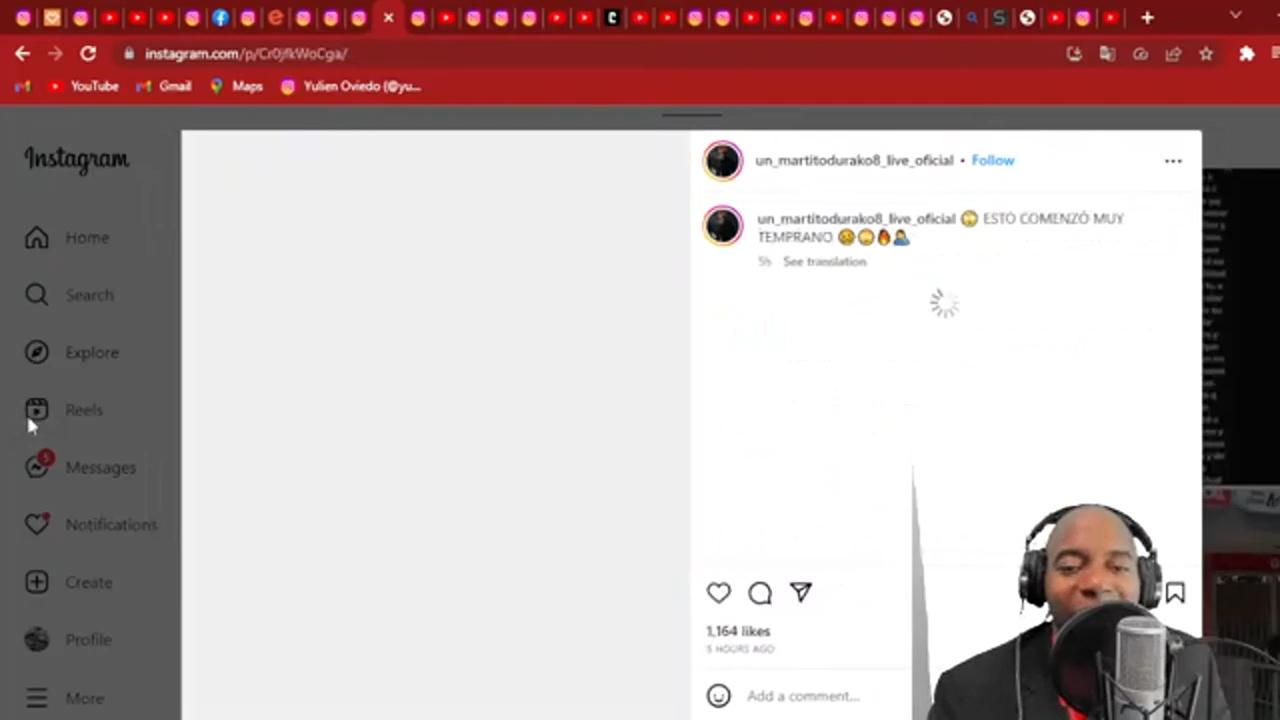 instagram.com/p/Cr0jfkWoCga/
YouTube
Gmail
Maps
Yulien Oviedo (@yu...
Instagram
Home
Search
Explore
Reels
5
Messages
Notifications
Create
Profile
More
un_martitodurako8_live_oficial • Follow
un_martitodurako8_live_oficial 🙄 ESTO COMENZÓ MUY
TEMPRANO
5h See translation
1,164 likes
5 HOURS AGO
Add a comment...